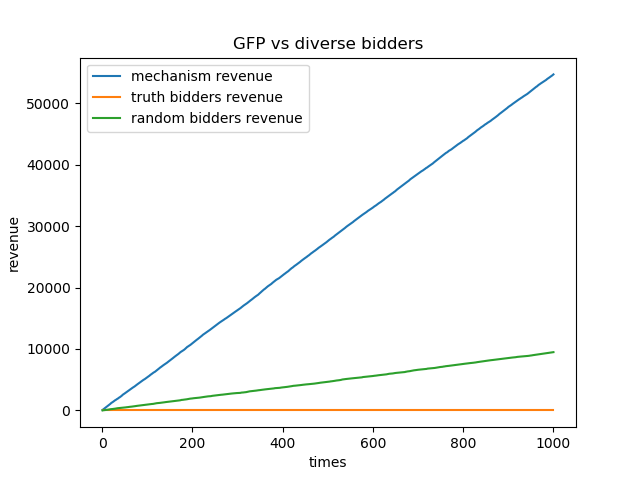 GFP vs diverse bidders
mechanism revenue
truth bidders revenue
random bidders revenue
revenue
50000
40000
30000
20000
10000
0
0 200 400 600 800 1000
times